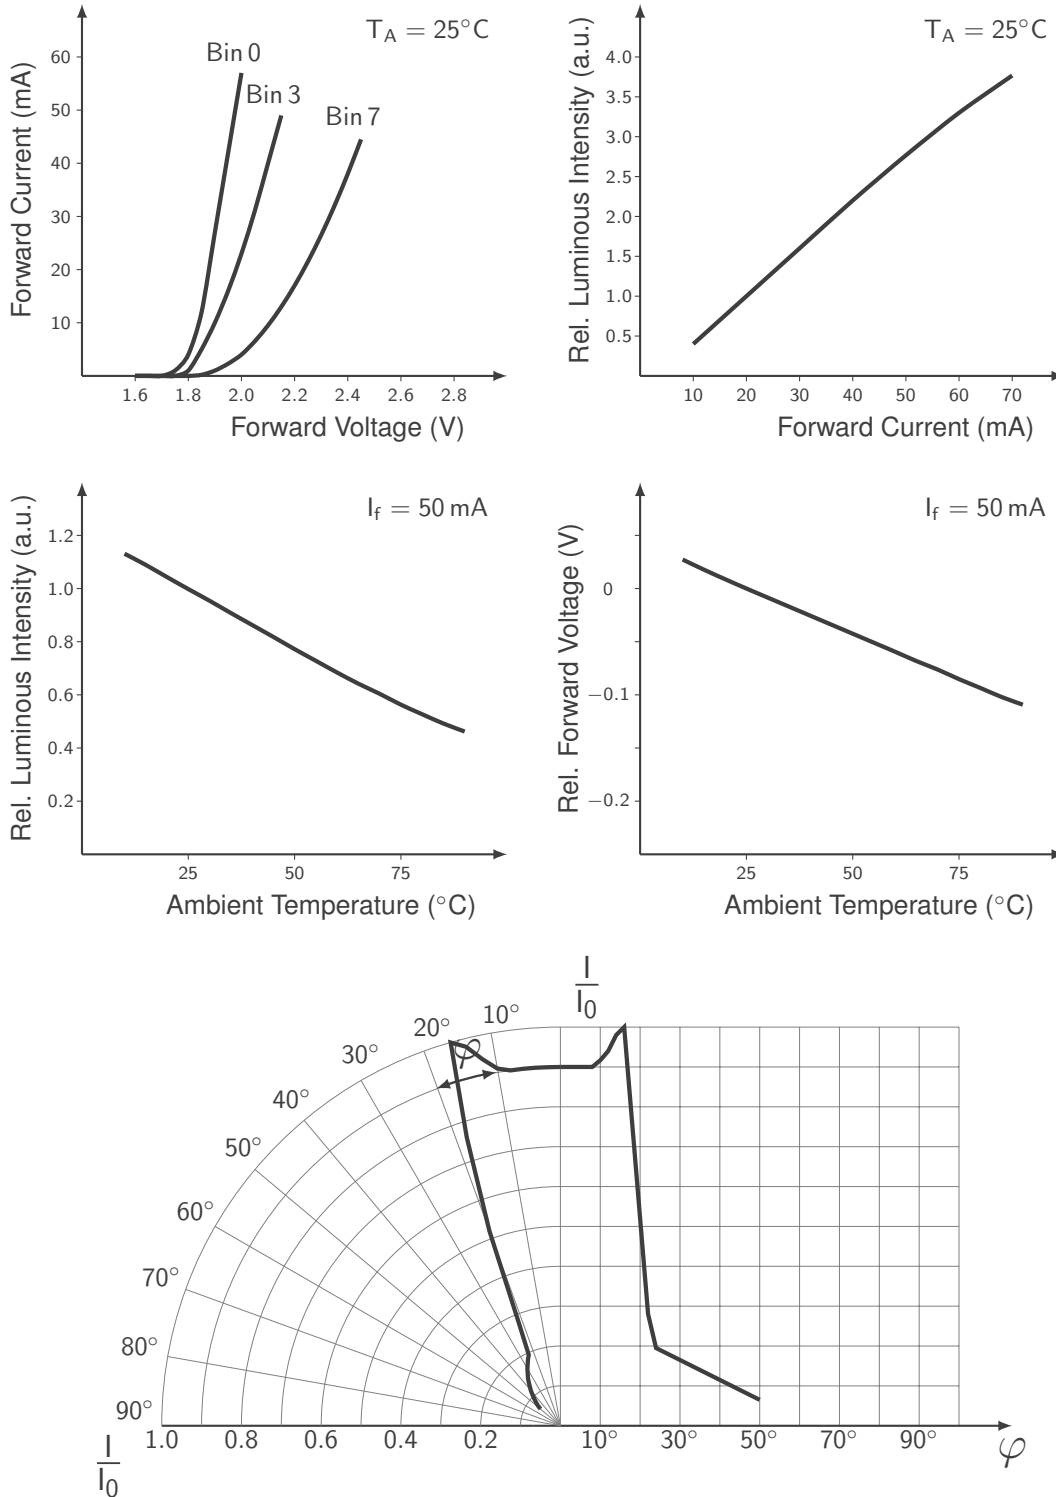 T_A = 25°C
Bin 0
Bin 3
Bin 7
Forward Current (mA)
60
50
40
30
20
10
1.6 1.8 2.0 2.2 2.4 2.6 2.8
Forward Voltage (V)
T_A = 25°C
Rel. Luminous Intensity (a.u.)
4.0
3.5
3.0
2.5
2.0
1.5
1.0
0.5
10 20 30 40 50 60 70
Forward Current (mA)
I_f = 50 mA
Rel. Luminous Intensity (a.u.)
1.2
1.0
0.8
0.6
0.4
0.2
25 50 75
Ambient Temperature (°C)
I_f = 50 mA
Rel. Forward Voltage (V)
0
−0.1
−0.2
25 50 75
Ambient Temperature (°C)
I
I_0
10°
20°
30°
40°
50°
60°
70°
80°
90°
φ
1.0 0.8 0.6 0.4 0.2 10° 30° 50° 70° 90° φ
I
I_0